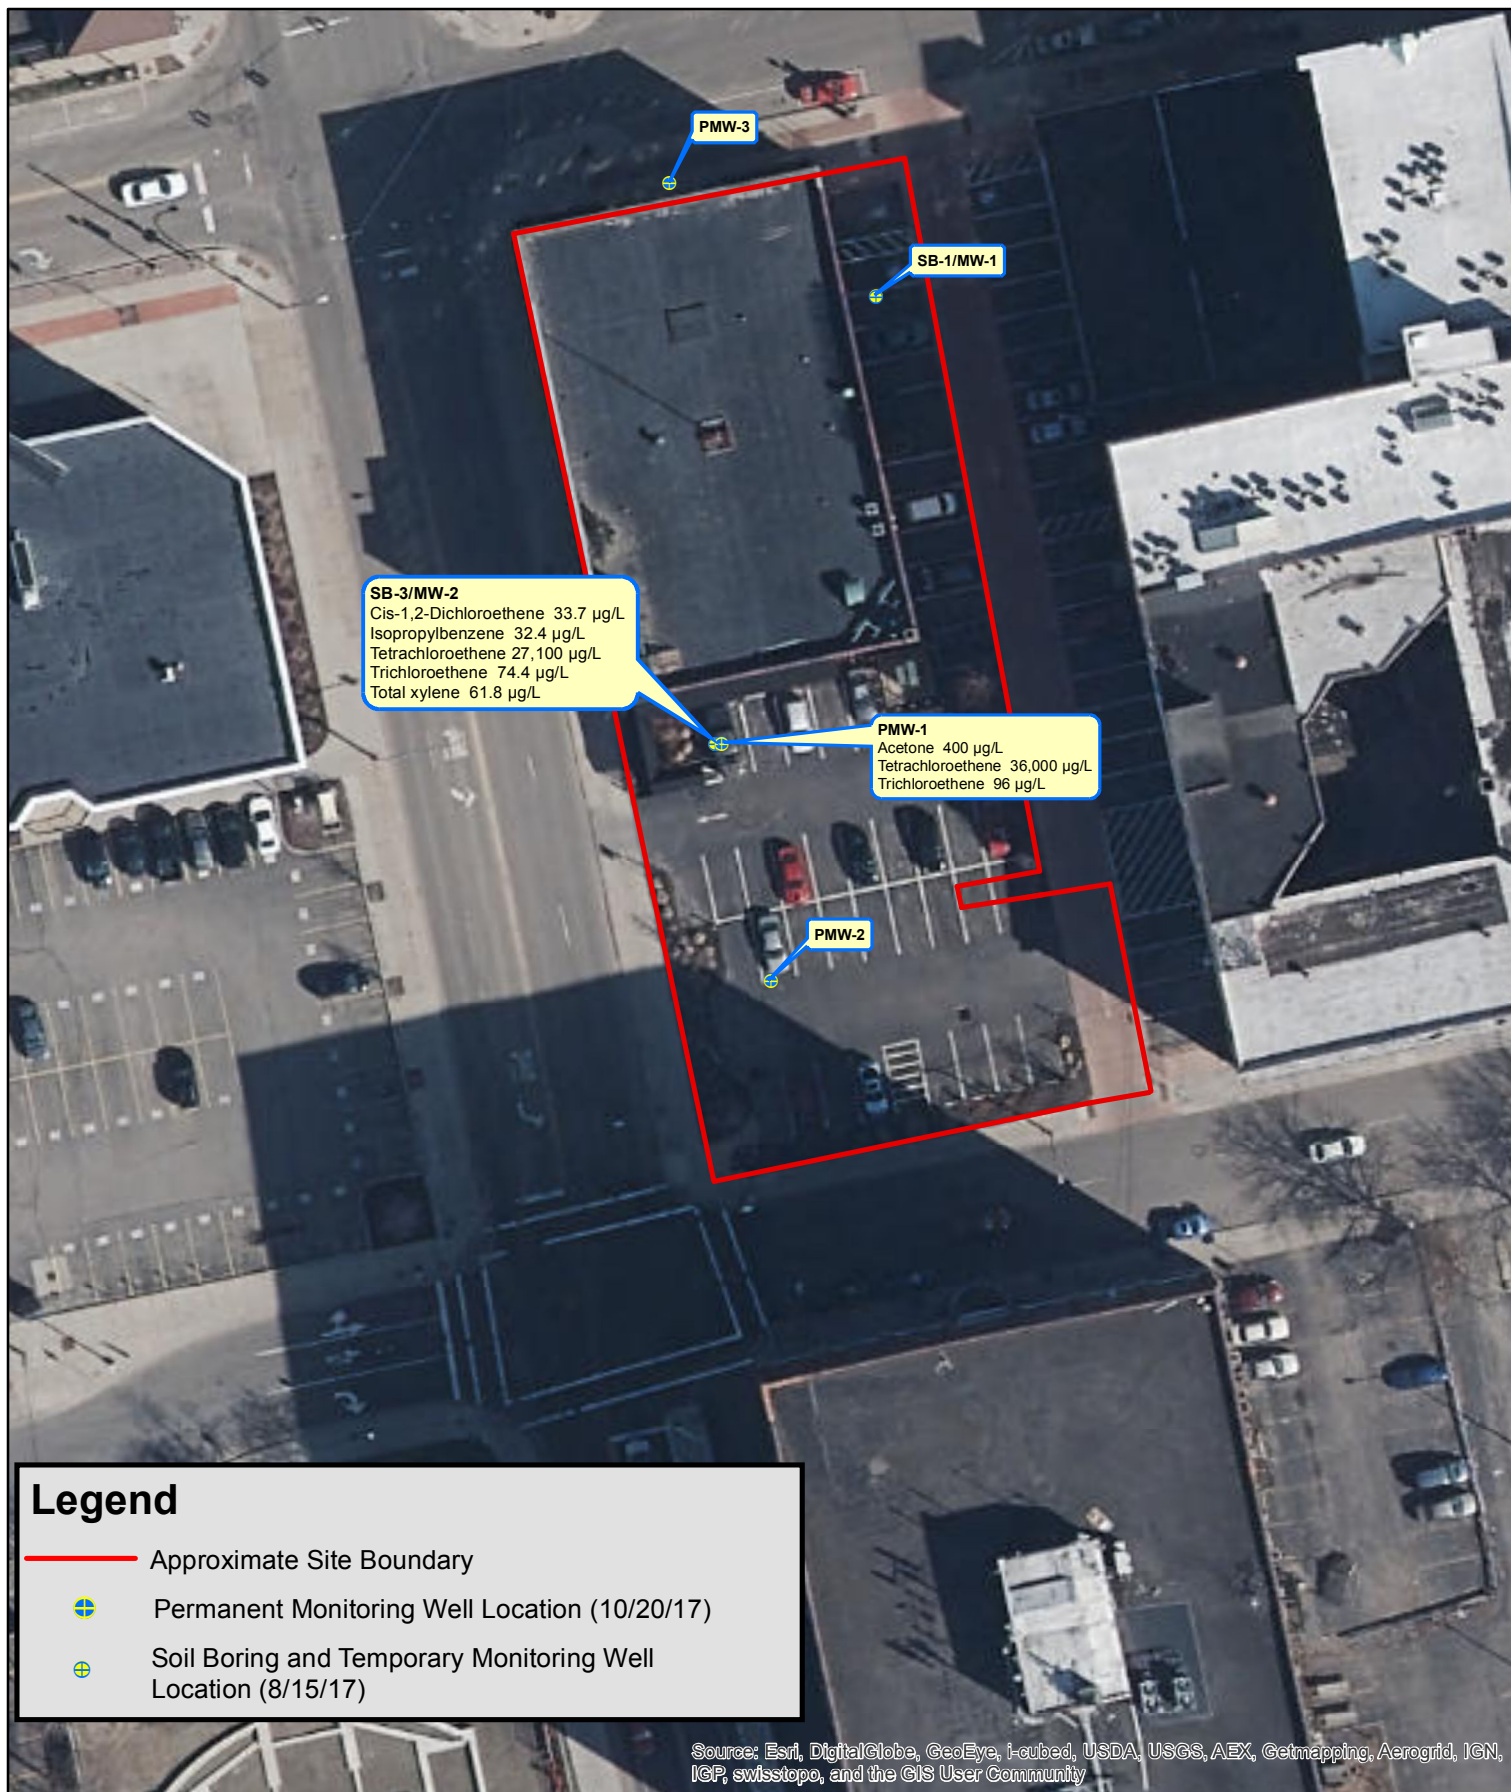 PMW-3
SB-1/MW-1
SB-3/MW-2
Cis-1,2-Dichloroethene 33.7 µg/L
Isopropylbenzene 32.4 µg/L
Tetrachloroethene 27,100 µg/L
Trichloroethene 74.4 µg/L
Total xylene 61.8 µg/L
PMW-1
Acetone 400 µg/L
Tetrachloroethene 36,000 µg/L
Trichloroethene 96 µg/L
PMW-2
Legend
Approximate Site Boundary
Permanent Monitoring Well Location (10/20/17)
Soil Boring and Temporary Monitoring Well
Location (8/15/17)
Source: Esri, DigitalGlobe, GeoEye, i-cubed, USDA, USGS, AEX, Getmapping, Aerogrid, IGN,
IGP, swisstopo, and the GIS User Community